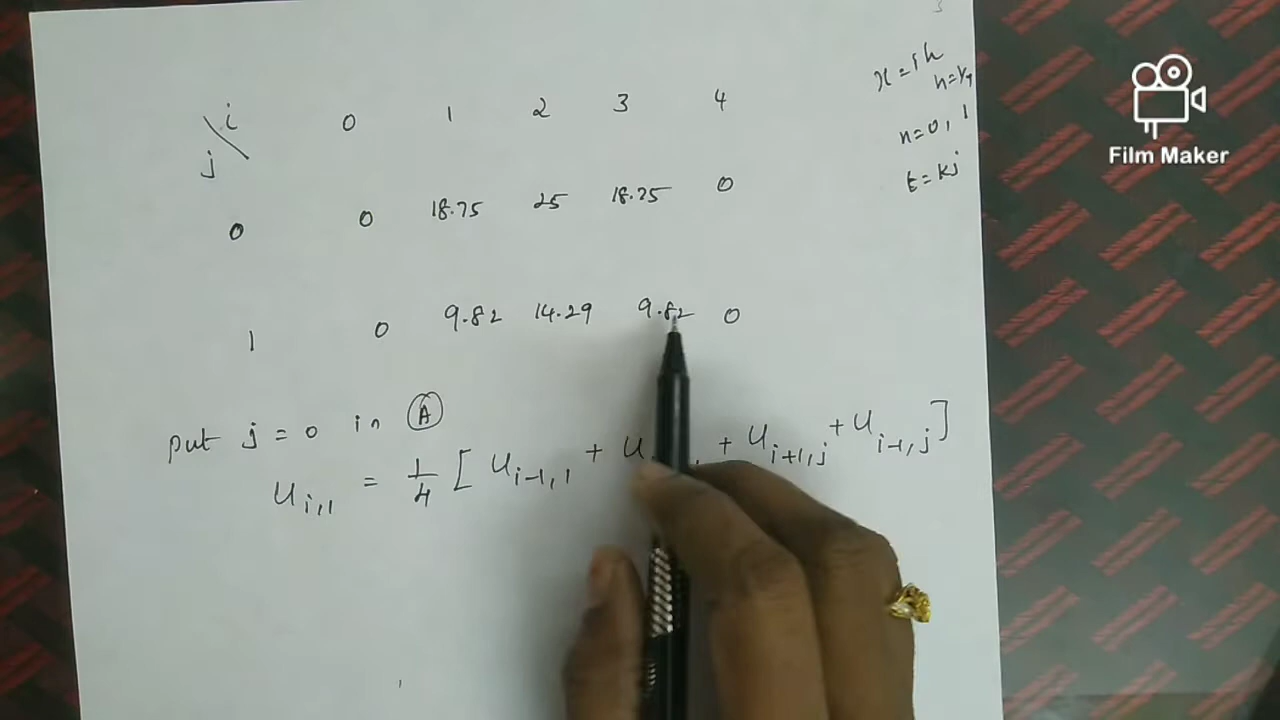 x=ih
h=1/4
n=0, 1
t=kj
Film Maker
i 0 1 2 3 4
j
0 0 18.75 25 18.75 0
1 0 9.82 14.29 9.82 0
put j=0 in (A)
u_{i,1} = 1/4 [ u_{i-1,1} + u + u_{i+1,j} + u_{i-1,j} ]